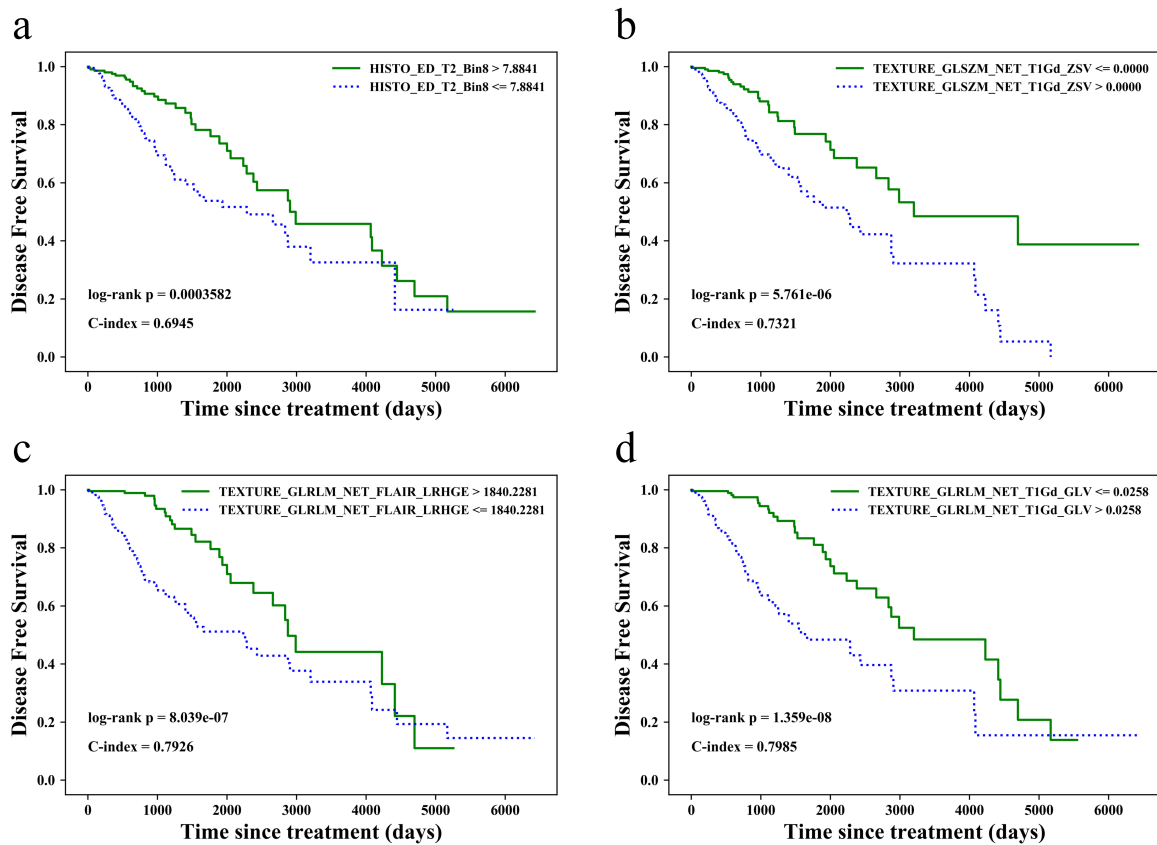 a
HISTO_ED_T2_Bin8 > 7.8841
HISTO_ED_T2_Bin8 <= 7.8841
Disease Free Survival
1.0
0.8
0.6
0.4
0.2
0.0
log-rank p = 0.0003582
C-index = 0.6945
0 1000 2000 3000 4000 5000 6000
Time since treatment (days)
b
TEXTURE_GLSZM_NET_T1Gd_ZSV <= 0.0000
TEXTURE_GLSZM_NET_T1Gd_ZSV > 0.0000
Disease Free Survival
1.0
0.8
0.6
0.4
0.2
0.0
log-rank p = 5.761e-06
C-index = 0.7321
0 1000 2000 3000 4000 5000 6000
Time since treatment (days)
c
TEXTURE_GLRLM_NET_FLAIR_LRHGE > 1840.2281
TEXTURE_GLRLM_NET_FLAIR_LRHGE <= 1840.2281
Disease Free Survival
1.0
0.8
0.6
0.4
0.2
0.0
log-rank p = 8.039e-07
C-index = 0.7926
0 1000 2000 3000 4000 5000 6000
Time since treatment (days)
d
TEXTURE_GLRLM_NET_T1Gd_GLV <= 0.0258
TEXTURE_GLRLM_NET_T1Gd_GLV > 0.0258
Disease Free Survival
1.0
0.8
0.6
0.4
0.2
0.0
log-rank p = 1.359e-08
C-index = 0.7985
0 1000 2000 3000 4000 5000 6000
Time since treatment (days)